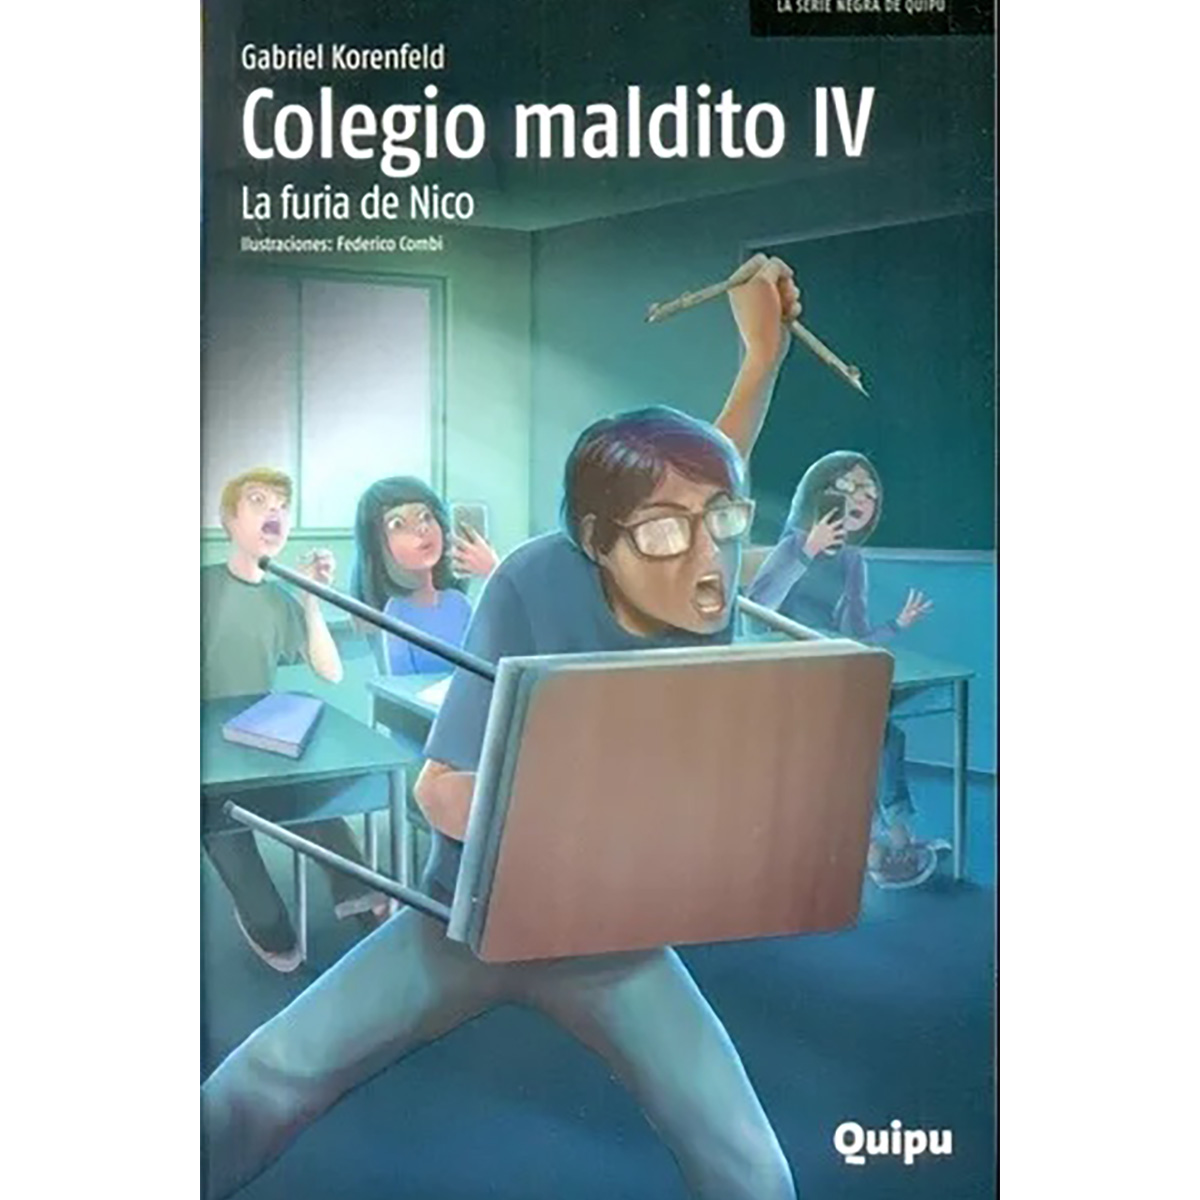 LA SERIE NEGRA DE QUIPU
Gabriel Korenfeld
Colegio maldito IV
La furia de Nico
Ilustraciones: Federico Combi
Quipu